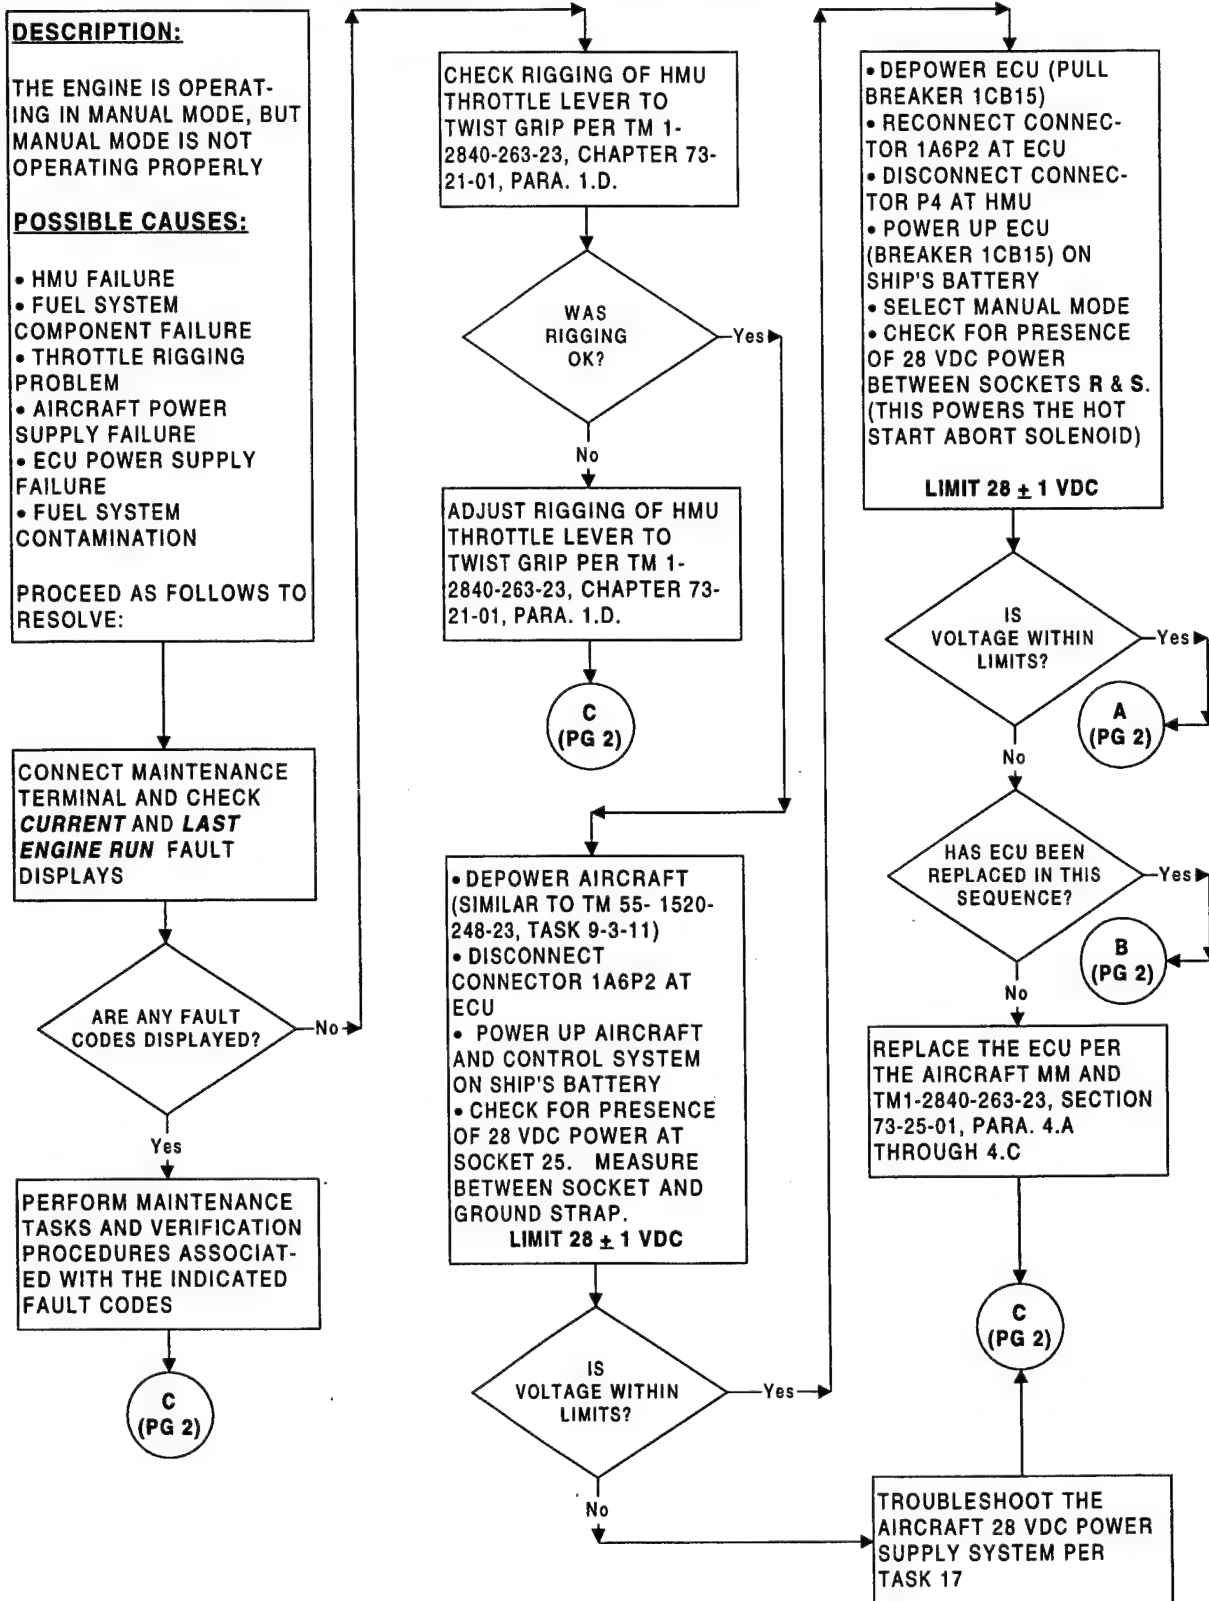 DESCRIPTION:
THE ENGINE IS OPERAT-
ING IN MANUAL MODE, BUT
MANUAL MODE IS NOT
OPERATING PROPERLY
POSSIBLE CAUSES:
• HMU FAILURE
• FUEL SYSTEM
COMPONENT FAILURE
• THROTTLE RIGGING
PROBLEM
• AIRCRAFT POWER
SUPPLY FAILURE
• ECU POWER SUPPLY
FAILURE
• FUEL SYSTEM
CONTAMINATION
PROCEED AS FOLLOWS TO
RESOLVE:
CONNECT MAINTENANCE
TERMINAL AND CHECK
CURRENT AND LAST
ENGINE RUN FAULT
DISPLAYS
ARE ANY FAULT
CODES DISPLAYED?
No
Yes
PERFORM MAINTENANCE
TASKS AND VERIFICATION
PROCEDURES ASSOCIAT-
ED WITH THE INDICATED
FAULT CODES
C
(PG 2)
CHECK RIGGING OF HMU
THROTTLE LEVER TO
TWIST GRIP PER TM 1-
2840-263-23, CHAPTER 73-
21-01, PARA. 1.D.
WAS
RIGGING
OK?
Yes
No
ADJUST RIGGING OF HMU
THROTTLE LEVER TO
TWIST GRIP PER TM 1-
2840-263-23, CHAPTER 73-
21-01, PARA. 1.D.
C
(PG 2)
• DEPOWER AIRCRAFT
(SIMILAR TO TM 55- 1520-
248-23, TASK 9-3-11)
• DISCONNECT
CONNECTOR 1A6P2 AT
ECU
• POWER UP AIRCRAFT
AND CONTROL SYSTEM
ON SHIP'S BATTERY
• CHECK FOR PRESENCE
OF 28 VDC POWER AT
SOCKET 25. MEASURE
BETWEEN SOCKET AND
GROUND STRAP.
LIMIT 28 ± 1 VDC
IS
VOLTAGE WITHIN
LIMITS?
Yes
No
• DEPOWER ECU (PULL
BREAKER 1CB15)
• RECONNECT CONNEC-
TOR 1A6P2 AT ECU
• DISCONNECT CONNEC-
TOR P4 AT HMU
• POWER UP ECU
(BREAKER 1CB15) ON
SHIP'S BATTERY
• SELECT MANUAL MODE
• CHECK FOR PRESENCE
OF 28 VDC POWER
BETWEEN SOCKETS R & S.
(THIS POWERS THE HOT
START ABORT SOLENOID)
LIMIT 28 ± 1 VDC
IS
VOLTAGE WITHIN
LIMITS?
Yes
A
(PG 2)
No
HAS ECU BEEN
REPLACED IN THIS
SEQUENCE?
Yes
B
(PG 2)
No
REPLACE THE ECU PER
THE AIRCRAFT MM AND
TM1-2840-263-23, SECTION
73-25-01, PARA. 4.A
THROUGH 4.C
C
(PG 2)
TROUBLESHOOT THE
AIRCRAFT 28 VDC POWER
SUPPLY SYSTEM PER
TASK 17